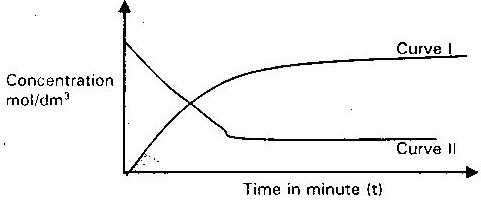 Curve I
Concentration
mol/dm³
Curve II
Time in minute (t)